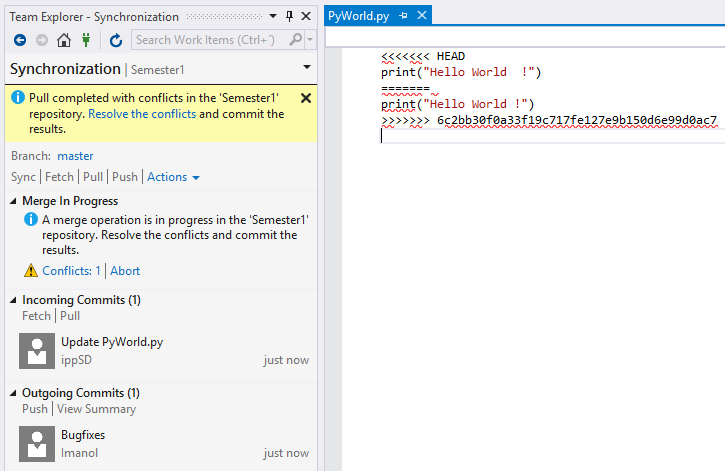 Team Explorer - Synchronization
Search Work Items (Ctrl+´)
Synchronization | Semester1
Pull completed with conflicts in the 'Semester1'
repository. Resolve the conflicts and commit the
results.
Branch: master
Sync | Fetch | Pull | Push | Actions
Merge In Progress
A merge operation is in progress in the 'Semester1'
repository. Resolve the conflicts and commit the
results.
Conflicts: 1 | Abort
Incoming Commits (1)
Fetch | Pull
Update PyWorld.py
ippSD just now
Outgoing Commits (1)
Push | View Summary
Bugfixes
Imanol just now
PyWorld.py
<<<<<<< HEAD
print("Hello World  !")
=======
print("Hello World !")
>>>>>>> 6c2bb30f0a33f19c717fe127e9b150d6e99d0ac7